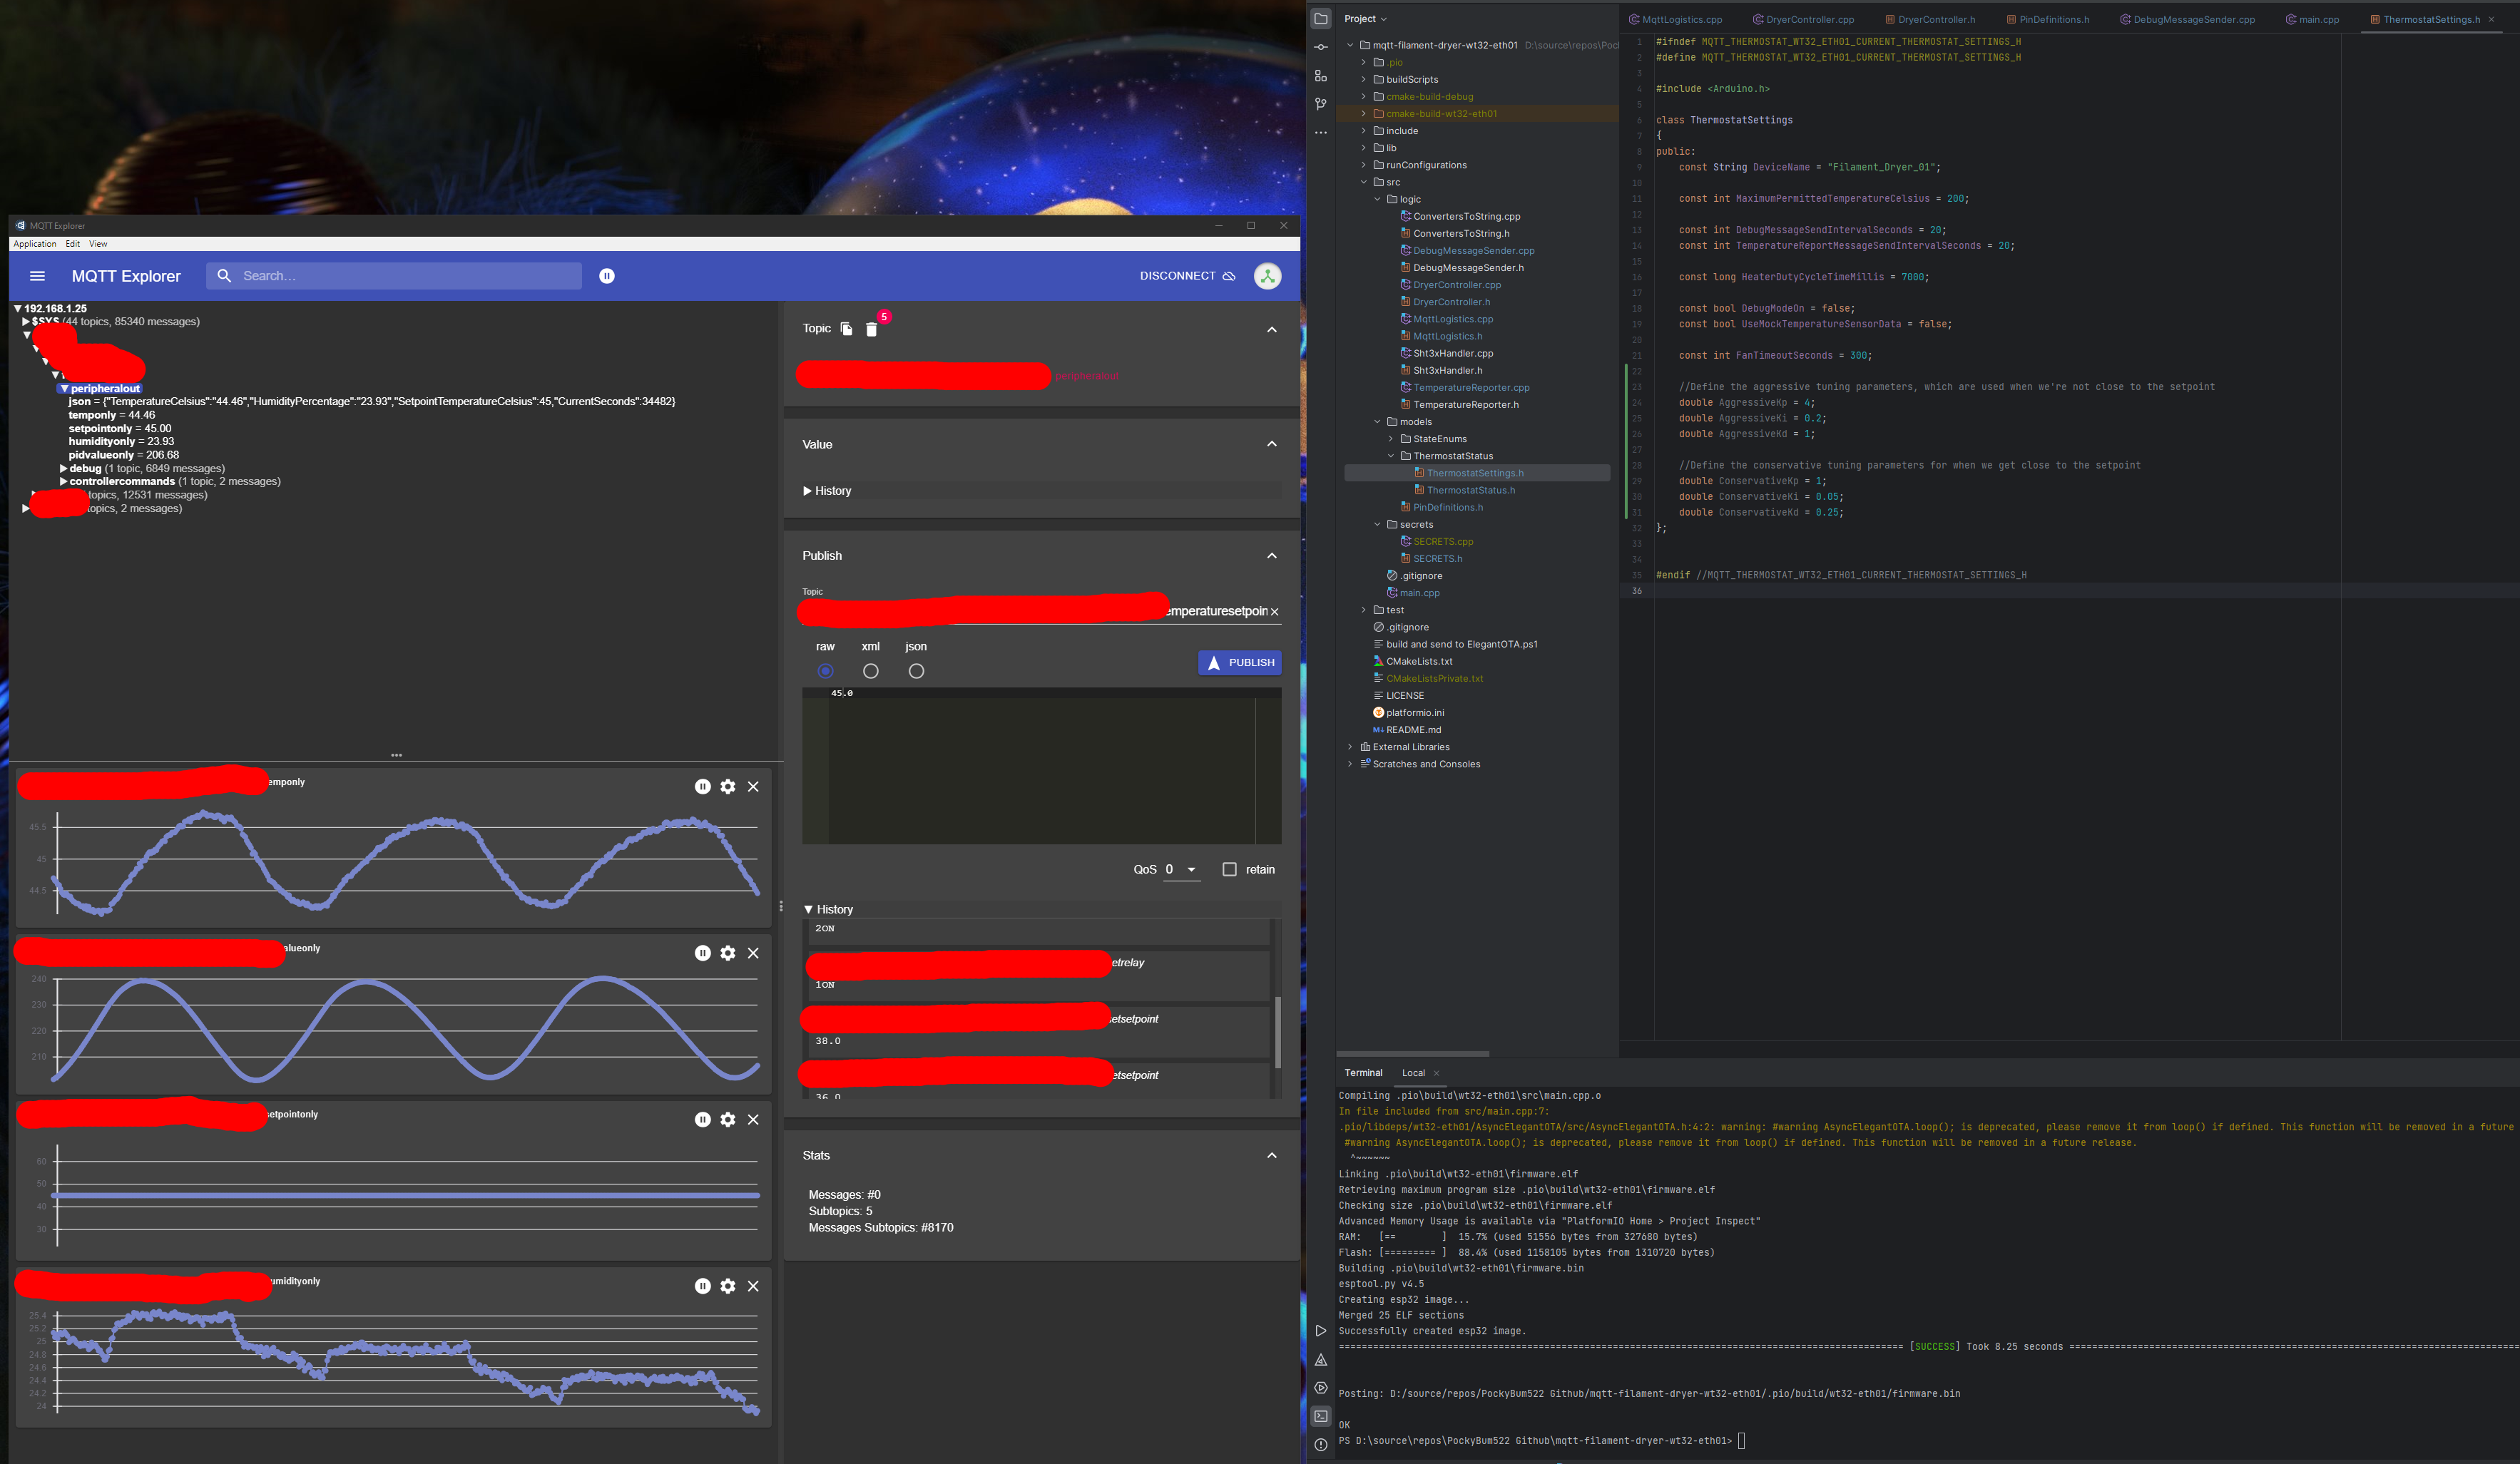 MQTT Explorer
Application Edit View
MQTT Explorer
Search...
DISCONNECT
192.168.1.25
$SYS (44 topics, 85340 messages)
peripheralout
json = {"TemperatureCelsius":"44.46","HumidityPercentage":"23.93","SetpointTemperatureCelsius":45,"CurrentSeconds":34482}
temponly = 44.46
setpointonly = 45.00
humidityonly = 23.93
pidvalueonly = 206.68
debug (1 topic, 6849 messages)
controllercommands (1 topic, 2 messages)
topics, 12531 messages)
topics, 2 messages)
emponly
45.5
45
44.5
alueonly
240
230
220
210
setpointonly
60
50
40
30
umidityonly
25.4
25.2
25
24.8
24.6
24.4
24.2
24
Topic
5
peripheralout
Value
History
Publish
Topic
emperaturesetpoin
raw xml json
PUBLISH
45.0
QoS 0 retain
History
2ON
etrelay
1ON
etsetpoint
38.0
etsetpoint
36.0
Stats
Messages: #0
Subtopics: 5
Messages Subtopics: #8170
Project
mqtt-filament-dryer-wt32-eth01 D:\source\repos\Pock
.pio
buildScripts
cmake-build-debug
cmake-build-wt32-eth01
include
lib
runConfigurations
src
logic
ConvertersToString.cpp
ConvertersToString.h
DebugMessageSender.cpp
DebugMessageSender.h
DryerController.cpp
DryerController.h
MqttLogistics.cpp
MqttLogistics.h
Sht3xHandler.cpp
Sht3xHandler.h
TemperatureReporter.cpp
TemperatureReporter.h
models
StateEnums
ThermostatStatus
ThermostatSettings.h
ThermostatStatus.h
PinDefinitions.h
secrets
SECRETS.cpp
SECRETS.h
.gitignore
main.cpp
test
.gitignore
build and send to ElegantOTA.ps1
CMakeLists.txt
CMakeListsPrivate.txt
LICENSE
platformio.ini
README.md
External Libraries
Scratches and Consoles
MqttLogistics.cpp DryerController.cpp DryerController.h PinDefinitions.h DebugMessageSender.cpp main.cpp ThermostatSettings.h
1 #ifndef MQTT_THERMOSTAT_WT32_ETH01_CURRENT_THERMOSTAT_SETTINGS_H
2 #define MQTT_THERMOSTAT_WT32_ETH01_CURRENT_THERMOSTAT_SETTINGS_H
3
4 #include <Arduino.h>
5
6 class ThermostatSettings
7 {
8 public:
9 const String DeviceName = "Filament_Dryer_01";
10
11 const int MaximumPermittedTemperatureCelsius = 200;
12
13 const int DebugMessageSendIntervalSeconds = 20;
14 const int TemperatureReportMessageSendIntervalSeconds = 20;
15
16 const long HeaterDutyCycleTimeMillis = 7000;
17
18 const bool DebugModeOn = false;
19 const bool UseMockTemperatureSensorData = false;
20
21 const int FanTimeoutSeconds = 300;
22
23 //Define the aggressive tuning parameters, which are used when we're not close to the setpoint
24 double AggressiveKp = 4;
25 double AggressiveKi = 0.2;
26 double AggressiveKd = 1;
27
28 //Define the conservative tuning parameters for when we get close to the setpoint
29 double ConservativeKp = 1;
30 double ConservativeKi = 0.05;
31 double ConservativeKd = 0.25;
32 };
33
34
35 #endif //MQTT_THERMOSTAT_WT32_ETH01_CURRENT_THERMOSTAT_SETTINGS_H
36
Terminal Local
Compiling .pio\build\wt32-eth01\src\main.cpp.o
In file included from src/main.cpp:7:
.pio/libdeps/wt32-eth01/AsyncElegantOTA/src/AsyncElegantOTA.h:4:2: warning: #warning AsyncElegantOTA.loop(); is deprecated, please remove it from loop() if defined. This function will be removed in a future
#warning AsyncElegantOTA.loop(); is deprecated, please remove it from loop() if defined. This function will be removed in a future release.
^~~~~~~
Linking .pio\build\wt32-eth01\firmware.elf
Retrieving maximum program size .pio\build\wt32-eth01\firmware.elf
Checking size .pio\build\wt32-eth01\firmware.elf
Advanced Memory Usage is available via "PlatformIO Home > Project Inspect"
RAM: [== ] 15.7% (used 51556 bytes from 327680 bytes)
Flash: [========= ] 88.4% (used 1158105 bytes from 1310720 bytes)
Building .pio\build\wt32-eth01\firmware.bin
esptool.py v4.5
Creating esp32 image...
Merged 25 ELF sections
Successfully created esp32 image.
[SUCCESS] Took 8.25 seconds
Posting: D:/source/repos/PockyBum522 Github/mqtt-filament-dryer-wt32-eth01/.pio/build/wt32-eth01/firmware.bin
OK
PS D:\source\repos\PockyBum522 Github\mqtt-filament-dryer-wt32-eth01>